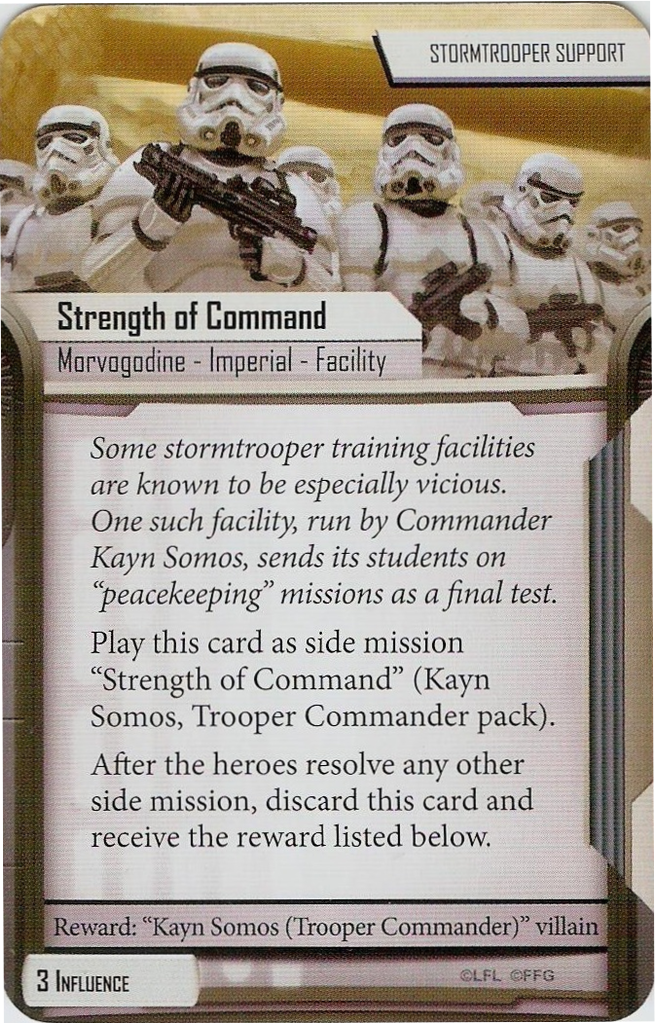 STORMTROOPER SUPPORT
Strength of Command
Morvogodine - Imperial - Facility
Some stormtrooper training facilities
are known to be especially vicious.
One such facility, run by Commander
Kayn Somos, sends its students on
“peacekeeping” missions as a final test.
Play this card as side mission
“Strength of Command” (Kayn
Somos, Trooper Commander pack).
After the heroes resolve any other
side mission, discard this card and
receive the reward listed below.
Reward: “Kayn Somos (Trooper Commander)” villain
3 INFLUENCE
©LFL ©FFG